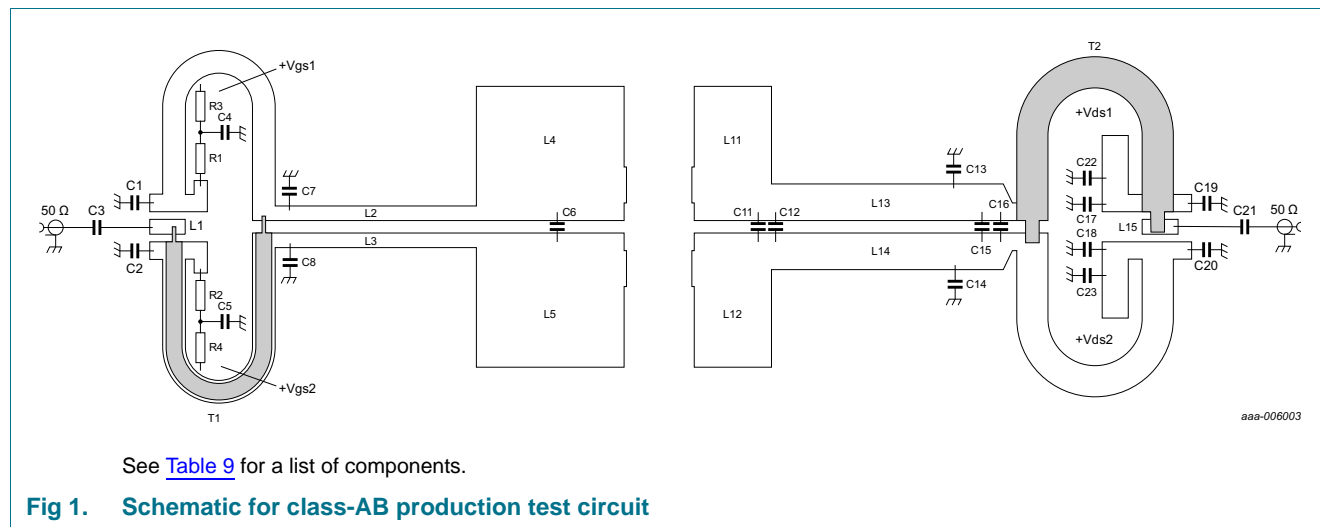 T2
+Vgs1
R3
C4
R1
+Vds1
L4
L11
C22
C13
C1
C7
C19
50 Ω
C3
L1
L2
C6
C11
C12
L13
C16
C17
C21
50 Ω
C2
L3
C8
L14
C15
C18
L15
C20
R2
C5
C14
C23
R4
L5
L12
+Vds2
+Vgs2
T1
aaa-006003
See Table 9 for a list of components.
Fig 1. Schematic for class-AB production test circuit